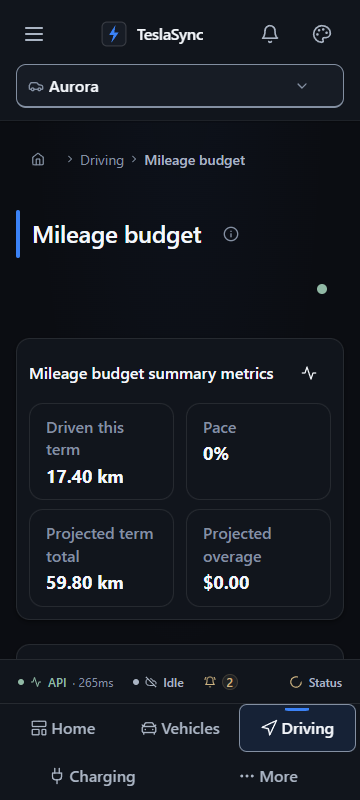 TeslaSync
Aurora
Driving
Mileage budget
Mileage budget
Mileage budget summary metrics
Driven this
term
17.40 km
Pace
0%
Projected term
total
59.80 km
Projected
overage
$0.00
API · 265ms
Idle
2
Status
Home
Vehicles
Driving
Charging
More